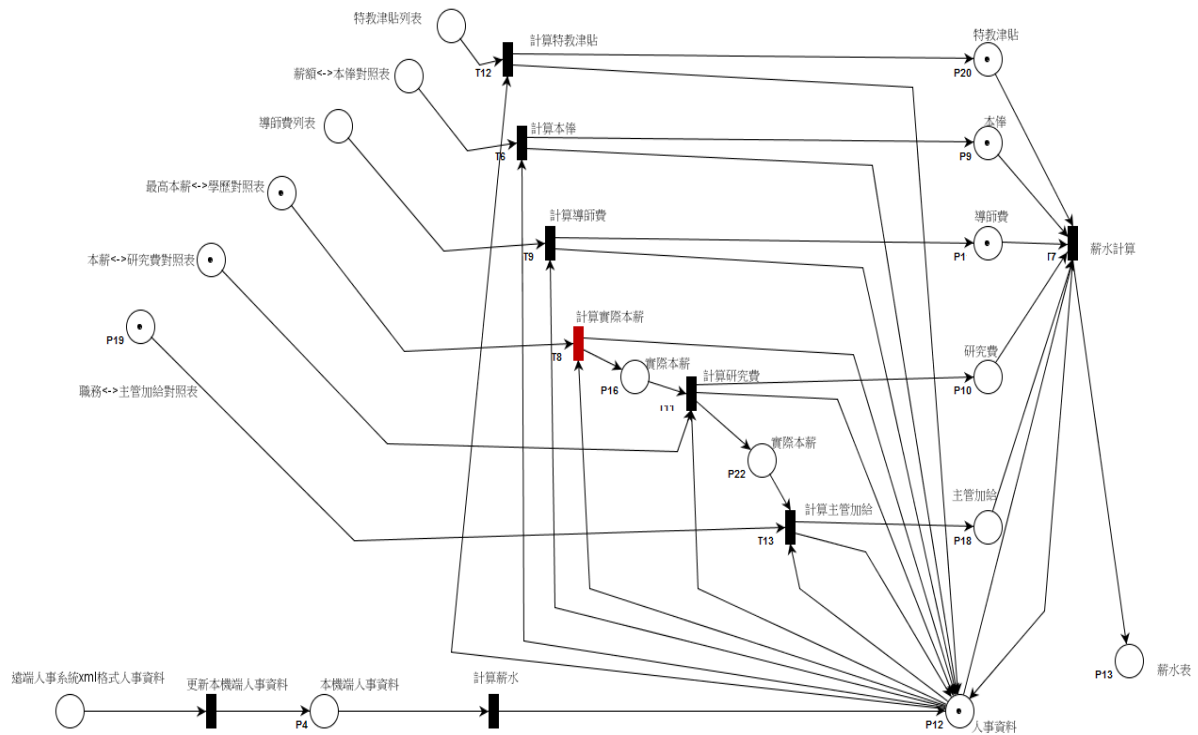 特教津貼列表
計算特教津貼
T12
特教津貼
P20
薪額<->本俸對照表
導師費列表
計算本俸
T6
本俸
P9
最高本薪<->學歷對照表
計算導師費
T9
導師費
P1
T7
薪水計算
本薪<->研究費對照表
P19
職務<->主管加給對照表
計算實際本薪
T8
實際本薪
P16
計算研究費
T11
研究費
P10
實際本薪
P22
計算主管加給
T13
主管加給
P18
P13
薪水表
遠端人事系統xml格式人事資料
更新本機端人事資料
本機端人事資料
P4
計算薪水
P12
人事資料